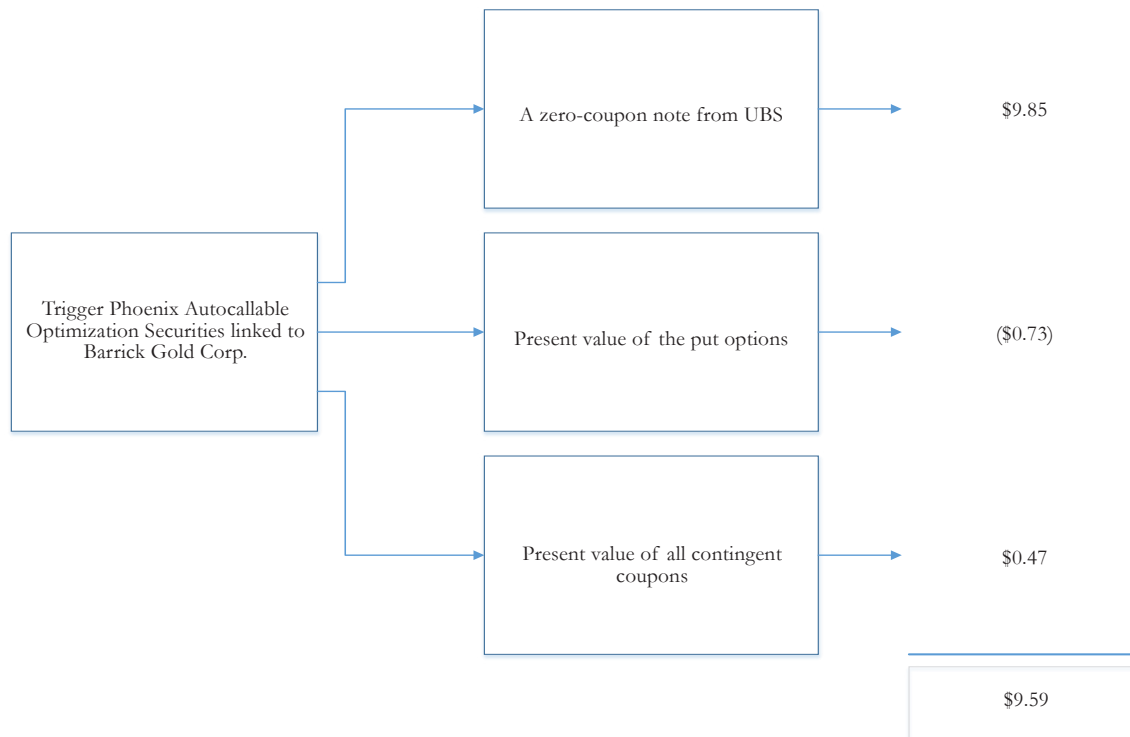 A zero-coupon note from UBS
$9.85
Trigger Phoenix Autocallable
Optimization Securities linked to
Barrick Gold Corp.
Present value of the put options
($0.73)
Present value of all contingent
coupons
$0.47
$9.59